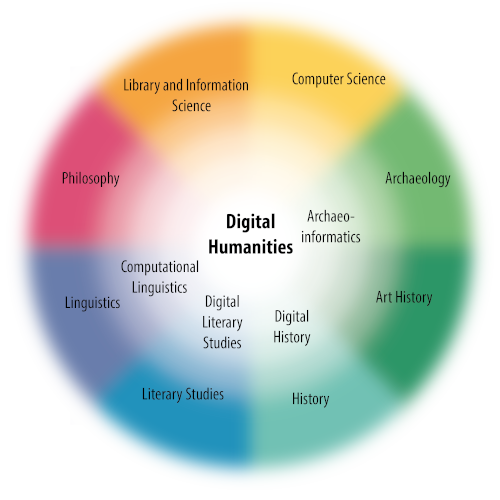 Library and Information
Science
Computer Science
Philosophy
Archaeology
Digital
Humanities
Archaeo-
informatics
Computational
Linguistics
Linguistics
Digital
Literary
Studies
Digital
History
Art History
Literary Studies
History